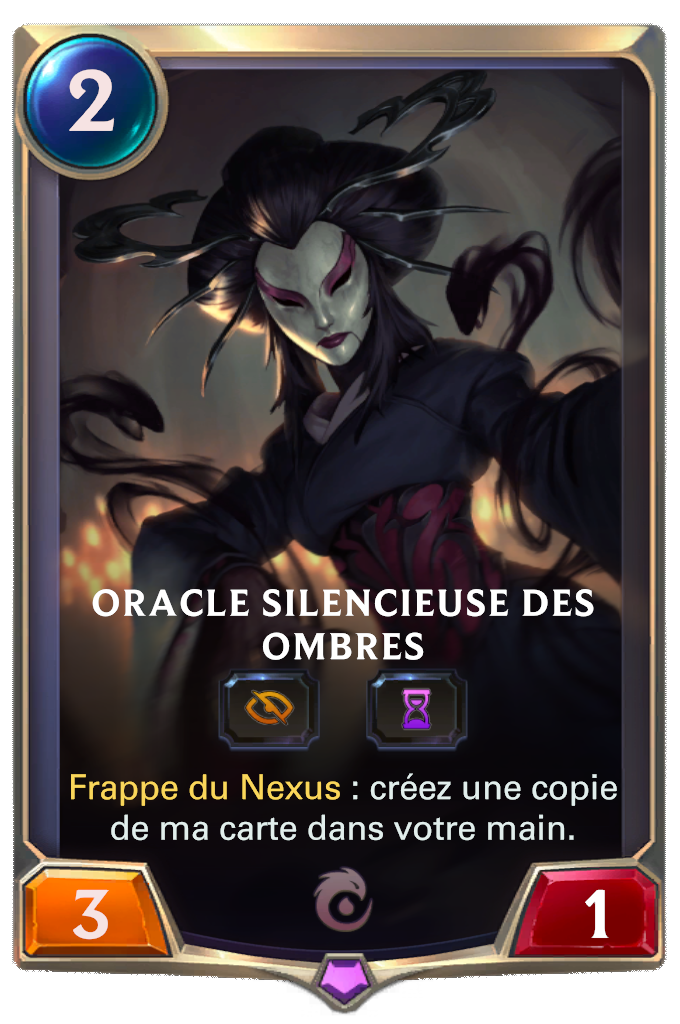 2
ORACLE SILENCIEUSE DES
OMBRES
Frappe du Nexus : créez une copie
de ma carte dans votre main.
3
1